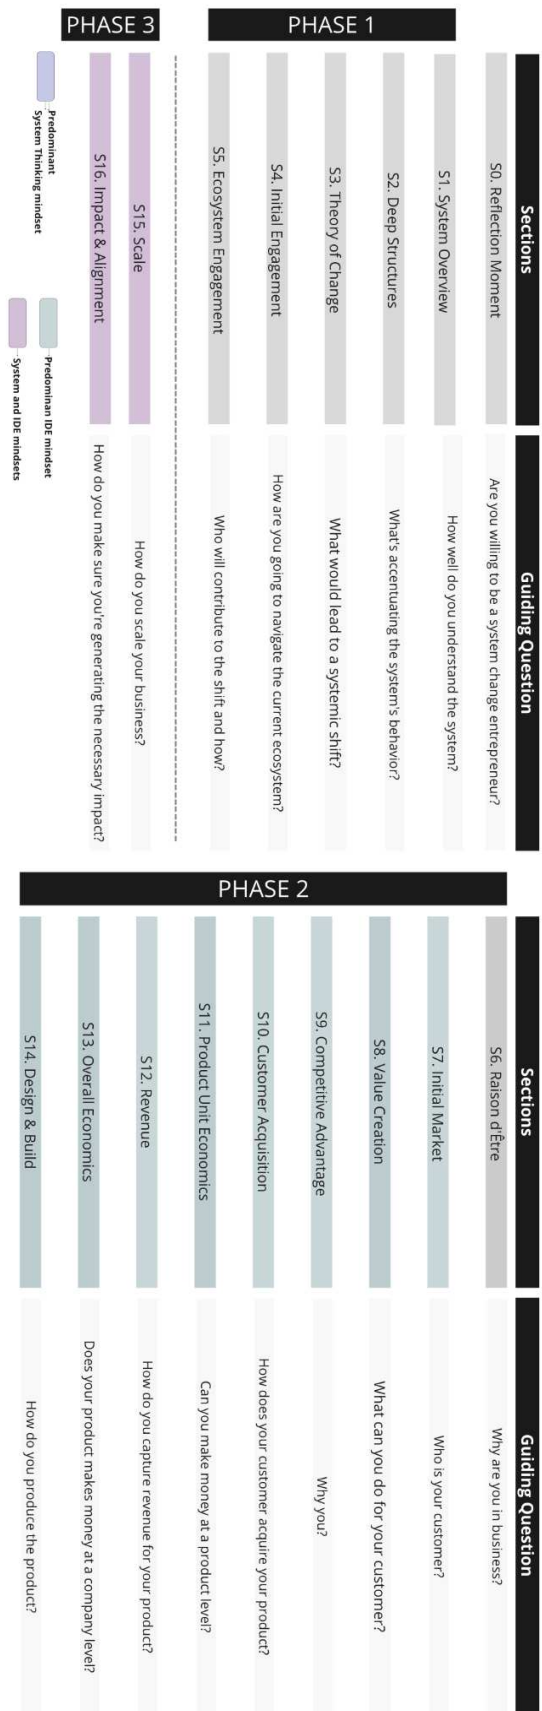 Sections
Guiding Question
PHASE 1
S0. Reflection Moment
Are you willing to be a system change entrepreneur?
S1. System Overview
How well do you understand the system?
S2. Deep Structures
What's accentuating the system's behavior?
S3. Theory of Change
What would lead to a systemic shift?
S4. Initial Engagement
How are you going to navigate the current ecosystem?
S5. Ecosystem Engagement
Who will contribute to the shift and how?
PHASE 3
S15. Scale
How do you scale your business?
S16. Impact & Alignment
How do you make sure you're generating the necessary impact?
Predominant
System Thinking mindset
Predominan IDE mindset
System and IDE mindsets
Sections
Guiding Question
PHASE 2
S6. Raison d'Être
Why are you in business?
S7. Initial Market
Who is your customer?
S8. Value Creation
What can you do for your customer?
S9. Competitive Advantage
Why you?
S10. Customer Acquisition
How does your customer acquire your product?
S11. Product Unit Economics
Can you make money at a product level?
S12. Revenue
How do you capture revenue for your product?
S13. Overall Economics
Does your product makes money at a company level?
S14. Design & Build
How do you produce the product?